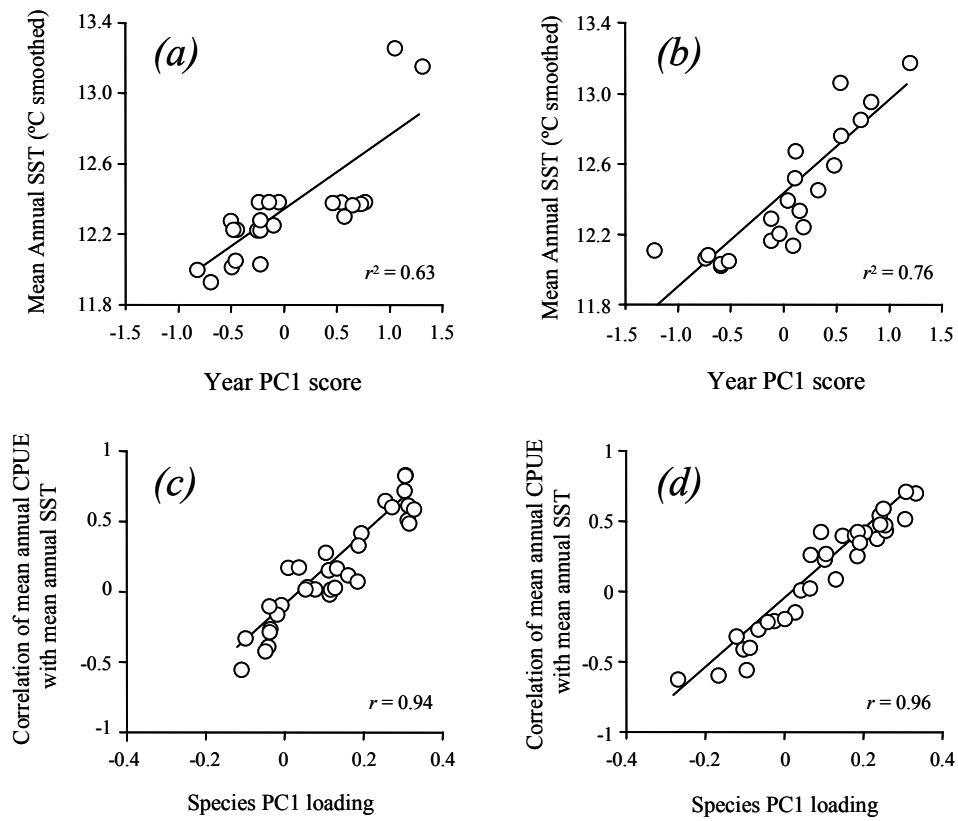 (a)
Mean Annual SST (ºC smoothed)
13.4
13.0
12.6
12.2
11.8
-1.5
-1.0
-0.5
0
0.5
1.0
1.5
r² = 0.63
Year PC1 score
(b)
Mean Annual SST (ºC smoothed)
13.4
13.0
12.6
12.2
11.8
-1.5
-1.0
-0.5
0
0.5
1.0
1.5
r² = 0.76
Year PC1 score
(c)
Correlation of mean annual CPUE
with mean annual SST
1
0.5
0
-0.5
-1
-0.4
-0.2
0
0.2
0.4
r = 0.94
Species PC1 loading
(d)
Correlation of mean annual CPUE
with mean annual SST
1
0.5
0
-0.5
-1
-0.4
-0.2
0
0.2
0.4
r = 0.96
Species PC1 loading